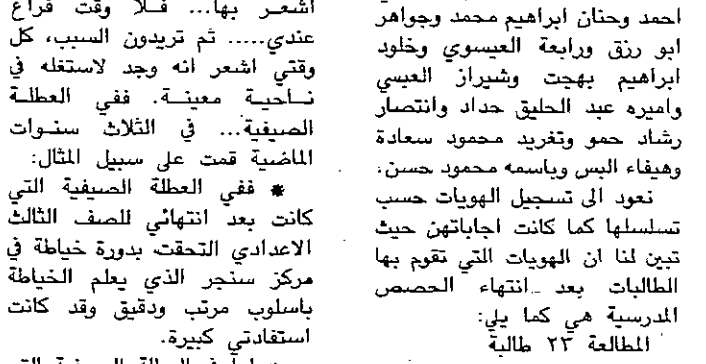 احمد وحنان ابراهيم محمد وجواهر
ابو رزق ورابعة العيسوي وخلود
ابراهيم بهجت وشيراز العيسي
واميره عبد الحليق حداد وانتصار
رشاد حمو وتغريد محمود سعادة
وهيفاء البس وباسمه محمود حسن.
نعود الى تسجيل الهويات حسب
تسلسلها كما كانت اجاباتهن حيث
تبين لنا ان الهويات التي تقوم بها
الطالبات بعد انتهاء الحصص
المدرسية هي كما يلي:
المطالعة ٢٣ طالبة
اشعر بها... فلا وقت فراغ
عندي..... ثم تريدون السبب، كل
وقتي اشعر انه وجد لاستغله في
ناحية معينة. ففي العطلة
الصيفية... في الثلاث سنوات
الماضية قمت على سبيل المثال:
* ففي العطلة الصيفية التي
كانت بعد انتهائي للصف الثالث
الاعدادي التحقت بدورة خياطة في
مركز سنجر الذي يعلم الخياطة
باسلوب مرتب ودقيق وقد كانت
استفادتي كبيرة.